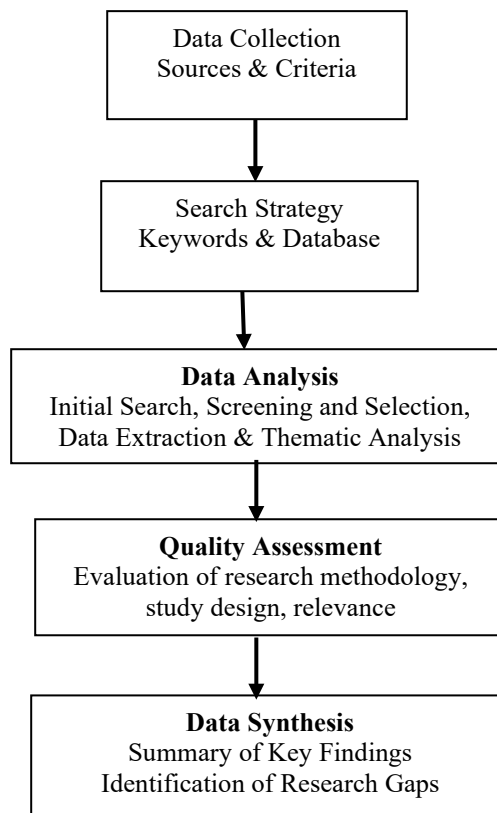 Data Collection
Sources & Criteria
Search Strategy
Keywords & Database
Data Analysis
Initial Search, Screening and Selection,
Data Extraction & Thematic Analysis
Quality Assessment
Evaluation of research methodology,
study design, relevance
Data Synthesis
Summary of Key Findings
Identification of Research Gaps